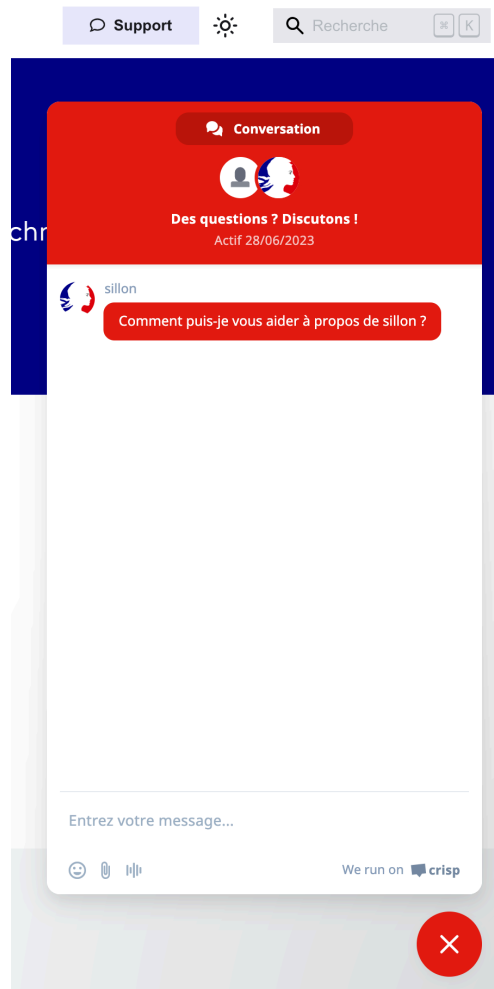 Support
Recherche
⌘ K
Conversation
Des questions ? Discutons !
Actif 28/06/2023
chr
sillon
Comment puis-je vous aider à propos de sillon ?
Entrez votre message...
We run on crisp